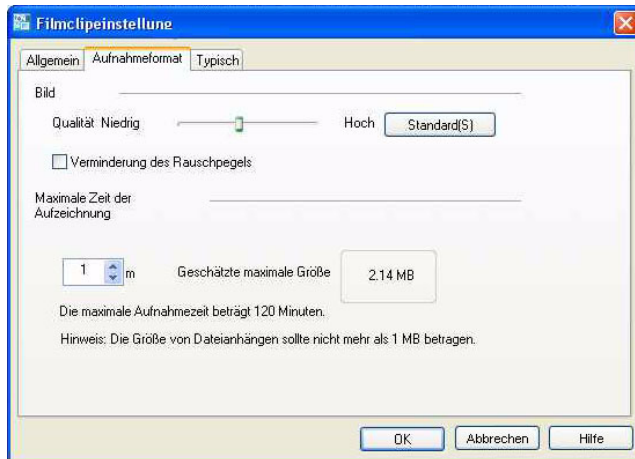 Filmclipeinstellung
Allgemein Aufnahmeformat Typisch
Bild
Qualität Niedrig Hoch Standard(S)
Verminderung des Rauschpegels
Maximale Zeit der
Aufzeichnung
1 m Geschätzte maximale Größe 2.14 MB
Die maximale Aufnahmezeit beträgt 120 Minuten.
Hinweis: Die Größe von Dateianhängen sollte nicht mehr als 1 MB betragen.
OK Abbrechen Hilfe